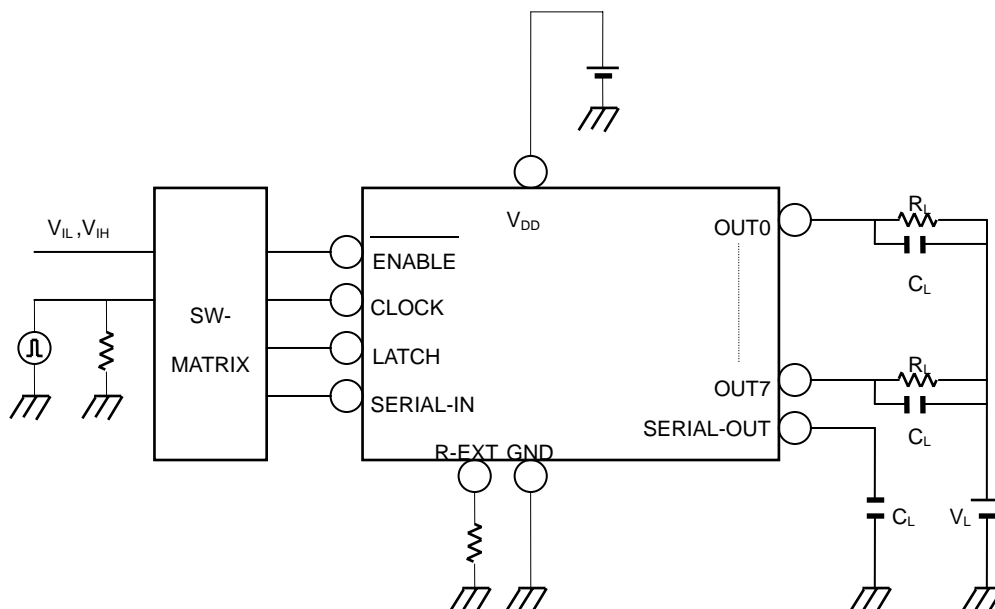 V_IL ,V_IH
SW-
MATRIX
ENABLE
CLOCK
LATCH
SERIAL-IN
V_DD
OUT0
OUT7
SERIAL-OUT
R-EXT GND
R_L
C_L
R_L
C_L
C_L
V_L